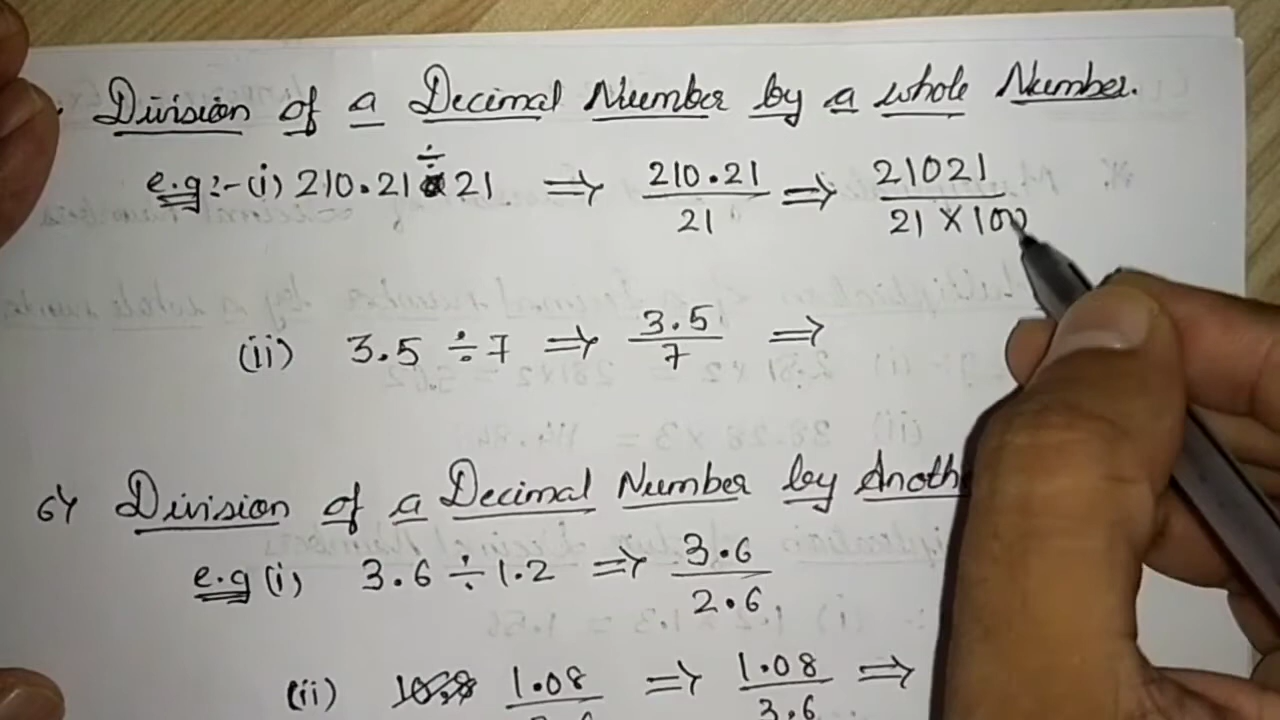 . Division of a Decimal Number by a whole Number.
e.g:-(i) 210.21 ÷ 21 ⇒ 210.21/21 ⇒ 21021/21 × 100
(ii) 3.5 ÷ 7 ⇒ 3.5/7 ⇒
6) Division of a Decimal Number by
e.g (i) 3.6 ÷ 1.2 ⇒ 3.6/2.6
(ii) 1.08/3.6 ⇒ 1.08/3.6 ⇒